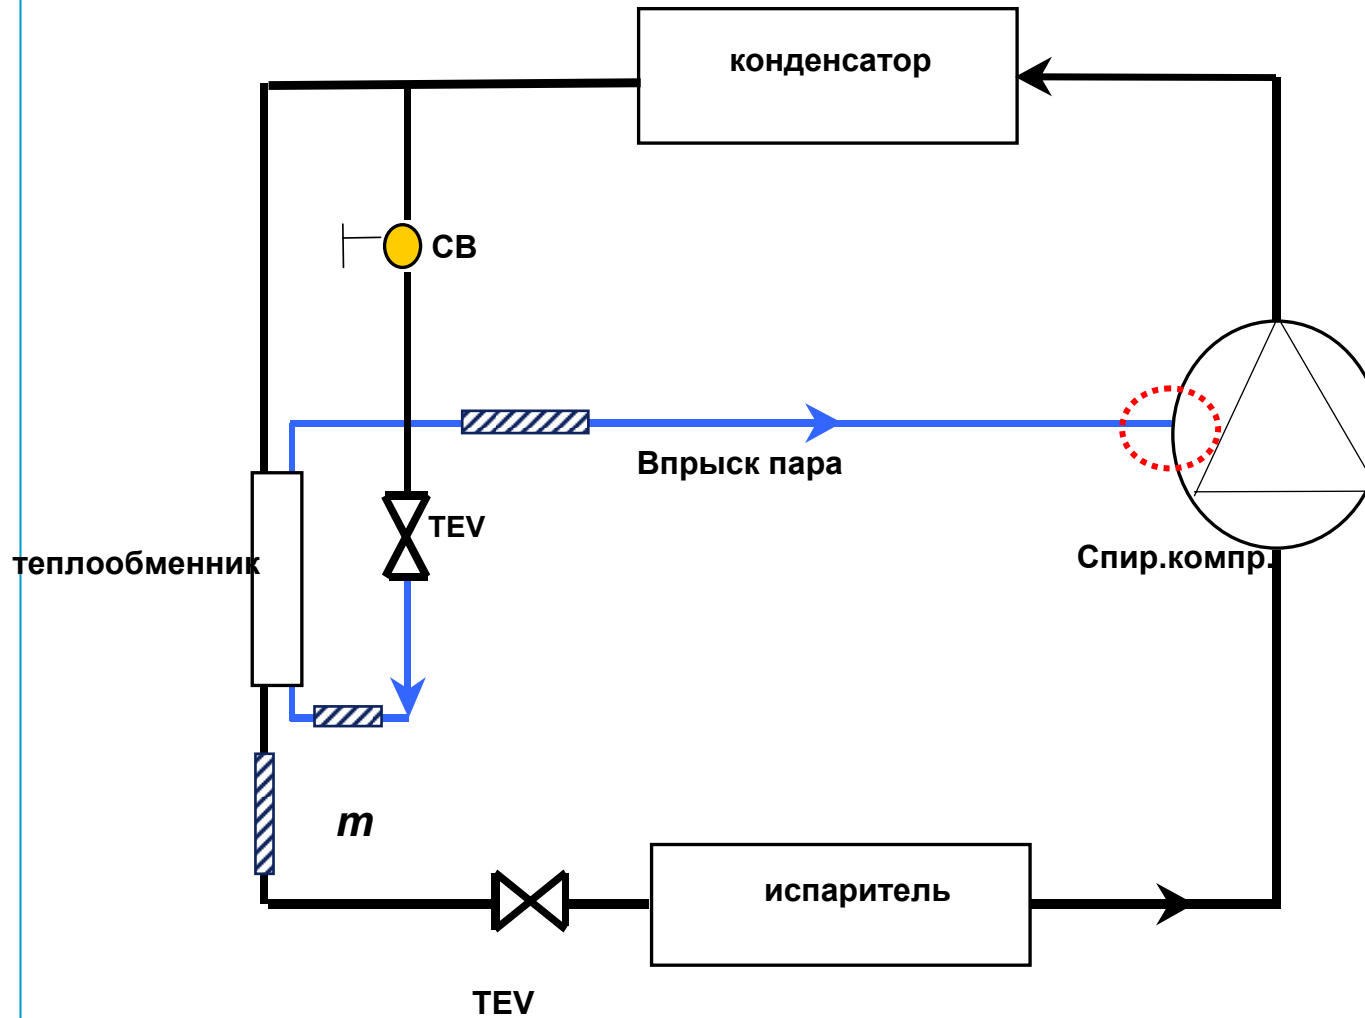 конденсатор
СВ
Впрыск пара
TEV
теплообменник
Спир.компр.
m
испаритель
TEV